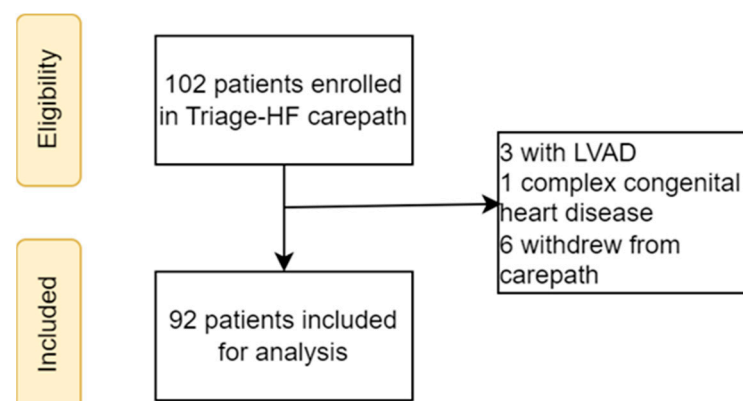 Eligibility
102 patients enrolled
in Triage-HF carepath
3 with LVAD
1 complex congenital
heart disease
6 withdrew from
carepath
Included
92 patients included
for analysis